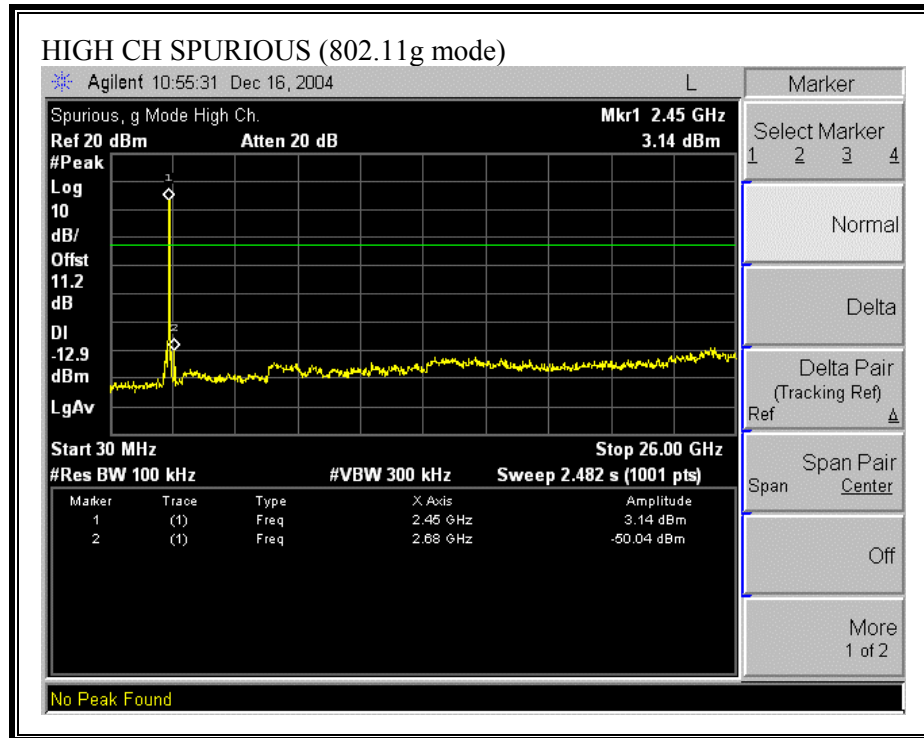 HIGH CH SPURIOUS (802.11g mode)
Agilent 10:55:31 Dec 16, 2004 L
Marker
Spurious, g Mode High Ch. Mkr1 2.45 GHz
Ref 20 dBm Atten 20 dB 3.14 dBm
#Peak
Log
10
dB/
Offst
11.2
dB
DI
-12.9
dBm
LgAv
1
2
Start 30 MHz Stop 26.00 GHz
#Res BW 100 kHz #VBW 300 kHz Sweep 2.482 s (1001 pts)
Marker Trace Type X Axis Amplitude
1 (1) Freq 2.45 GHz 3.14 dBm
2 (1) Freq 2.68 GHz -50.04 dBm
Select Marker
1 2 3 4
Normal
Delta
Delta Pair
(Tracking Ref)
Ref Δ
Span Pair
Span Center
Off
More
1 of 2
No Peak Found